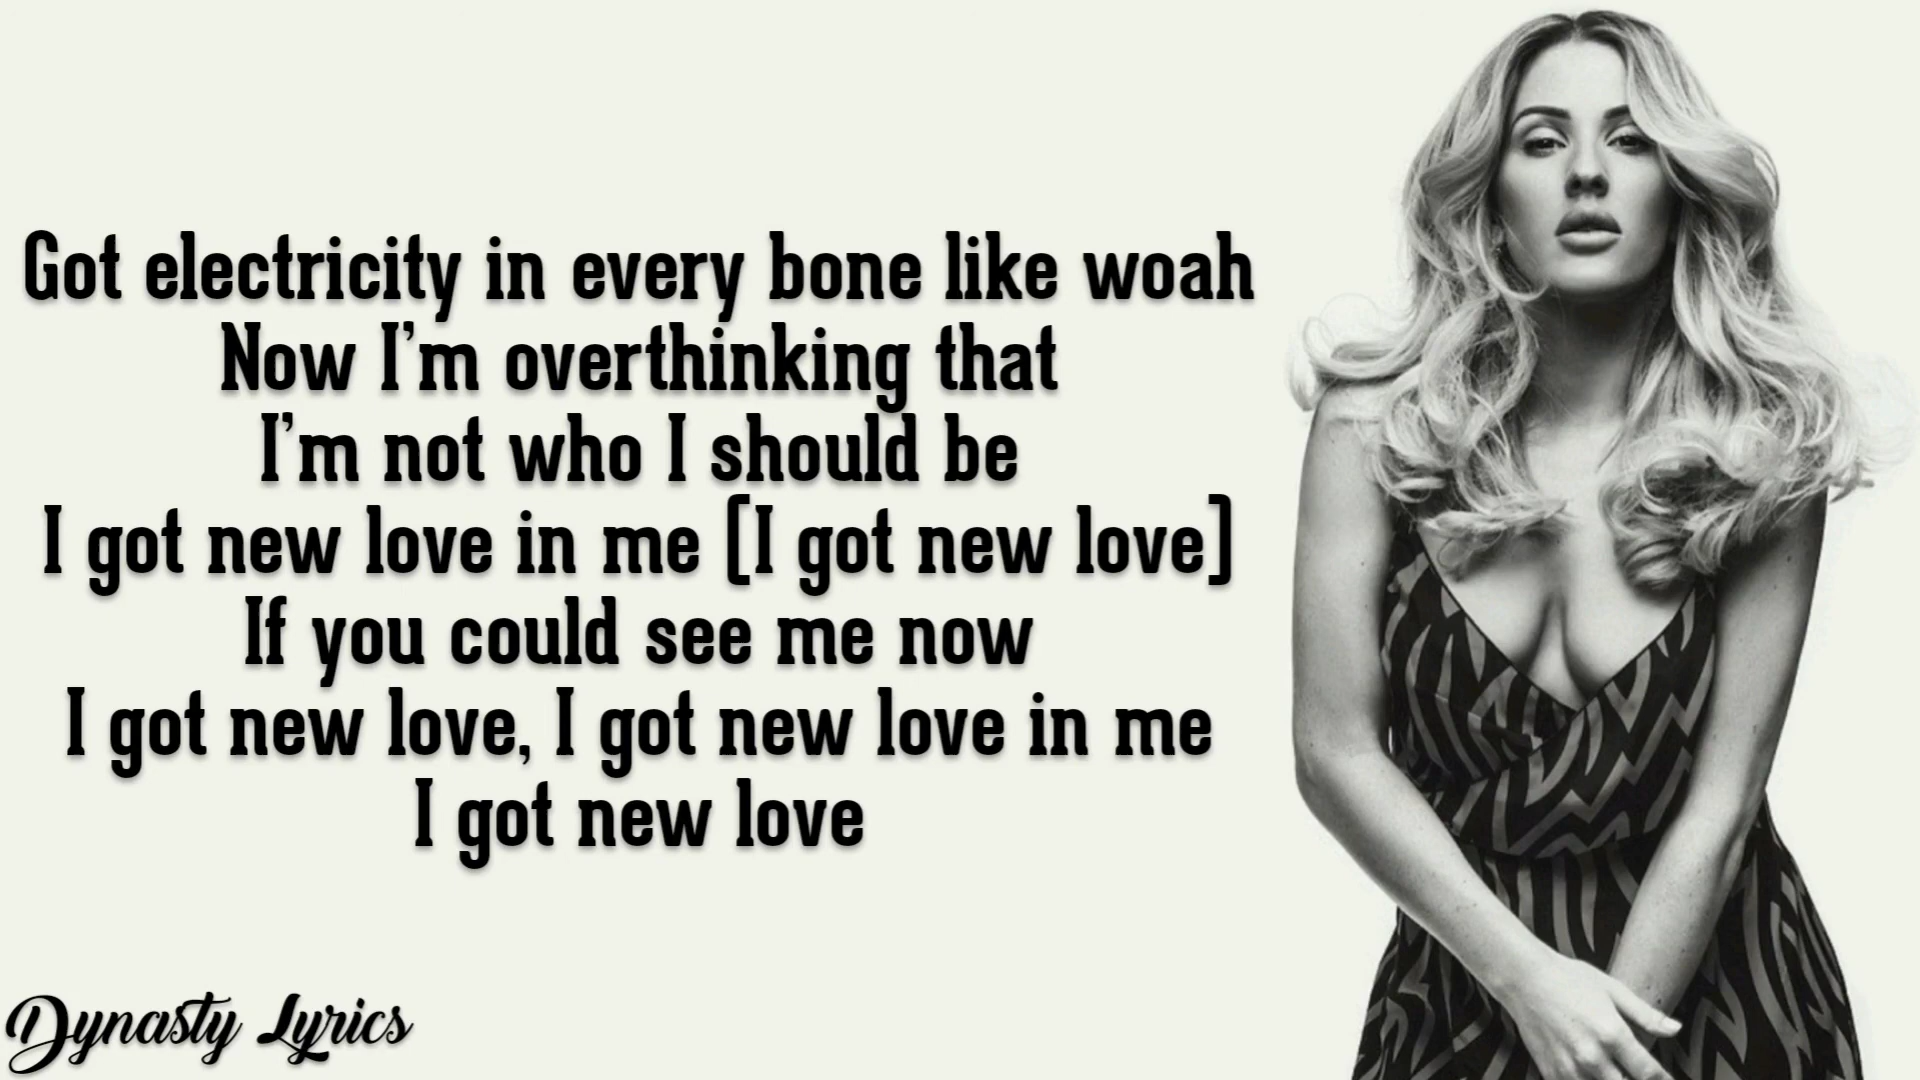 Got electricity in every bone like woah
Now I'm overthinking that
I'm not who I should be
I got new love in me (I got new love)
If you could see me now
I got new love, I got new love in me
I got new love
Dynasty Lyrics